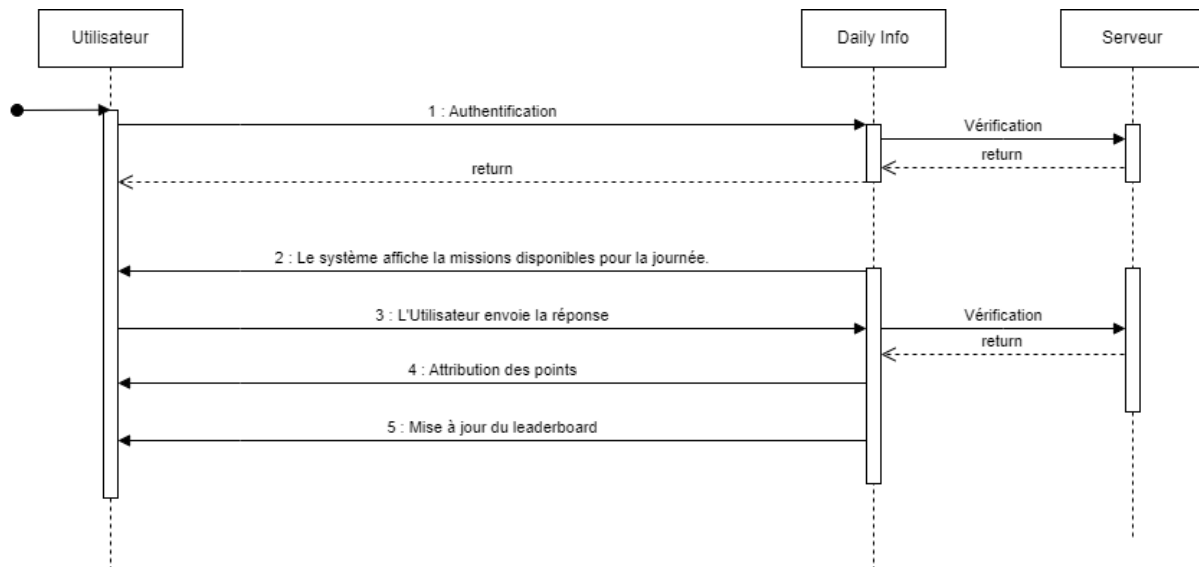 Utilisateur
Daily Info
Serveur
1 : Authentification
Vérification
return
return
2 : Le système affiche la missions disponibles pour la journée.
3 : L'Utilisateur envoie la réponse
Vérification
return
4 : Attribution des points
5 : Mise à jour du leaderboard